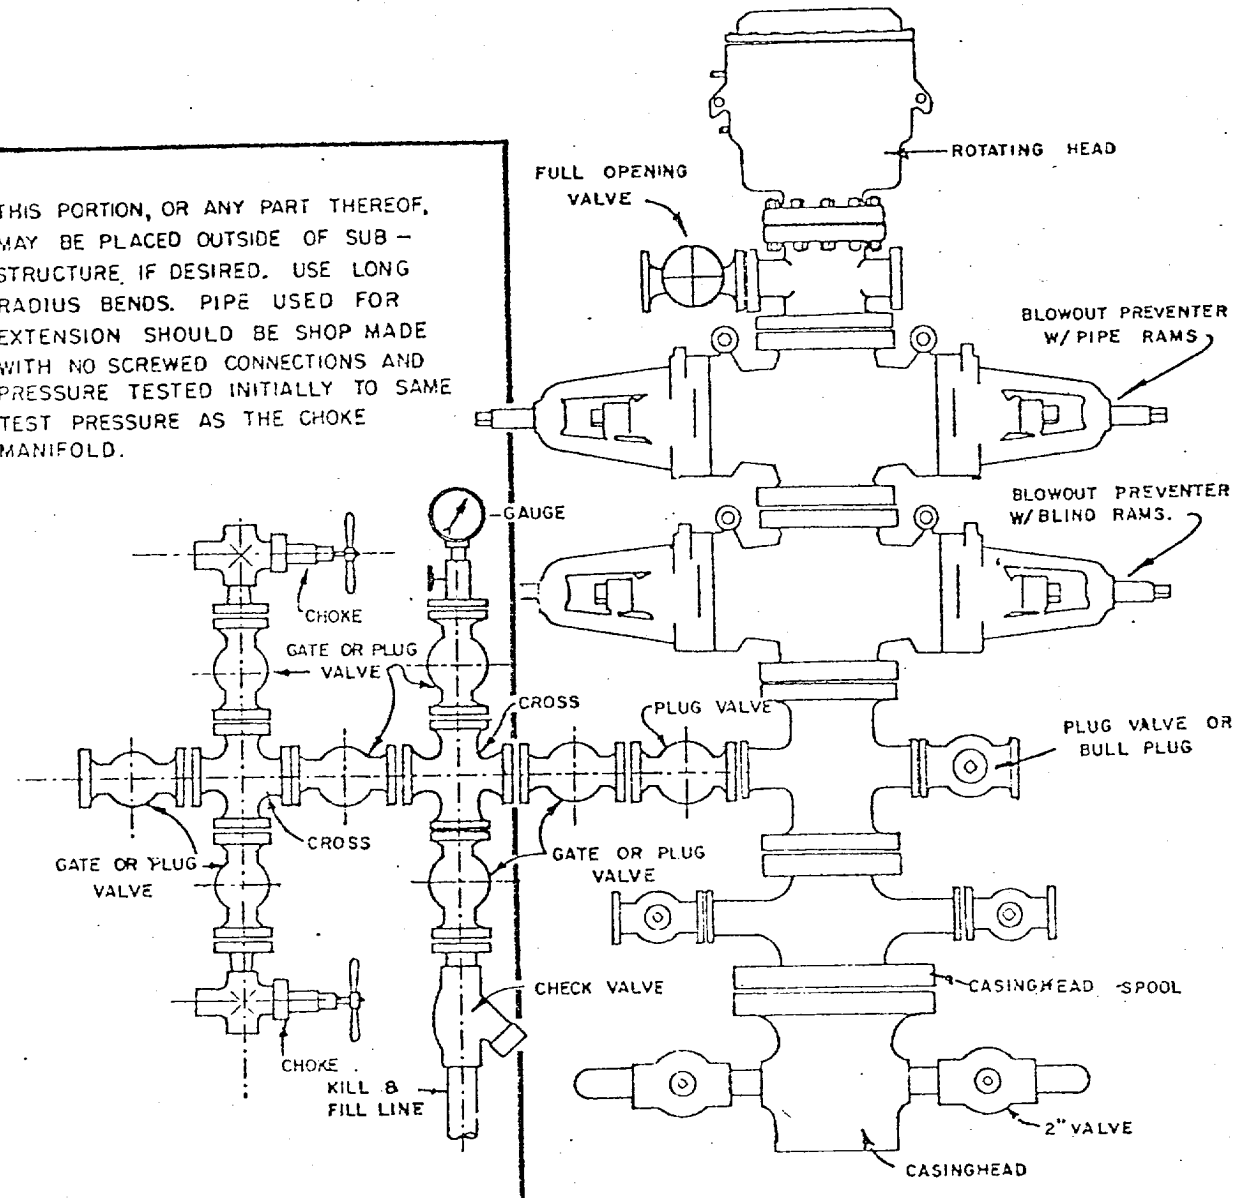 THIS PORTION, OR ANY PART THEREOF,
MAY BE PLACED OUTSIDE OF SUB-
STRUCTURE IF DESIRED. USE LONG
RADIUS BENDS. PIPE USED FOR
EXTENSION SHOULD BE SHOP MADE
WITH NO SCREWED CONNECTIONS AND
PRESSURE TESTED INITIALLY TO SAME
TEST PRESSURE AS THE CHOKE
MANIFOLD.
ROTATING HEAD
FULL OPENING
VALVE
BLOWOUT PREVENTER
W/ PIPE RAMS
BLOWOUT PREVENTER
W/ BLIND RAMS.
GAUGE
CHOKE
GATE OR PLUG
VALVE
CROSS
PLUG VALVE
PLUG VALVE OR
BULL PLUG
CROSS
GATE OR PLUG
VALVE
GATE OR PLUG
VALVE
CHECK VALVE
CASINGHEAD SPOOL
CHOKE
KILL &
FILL LINE
2" VALVE
CASINGHEAD